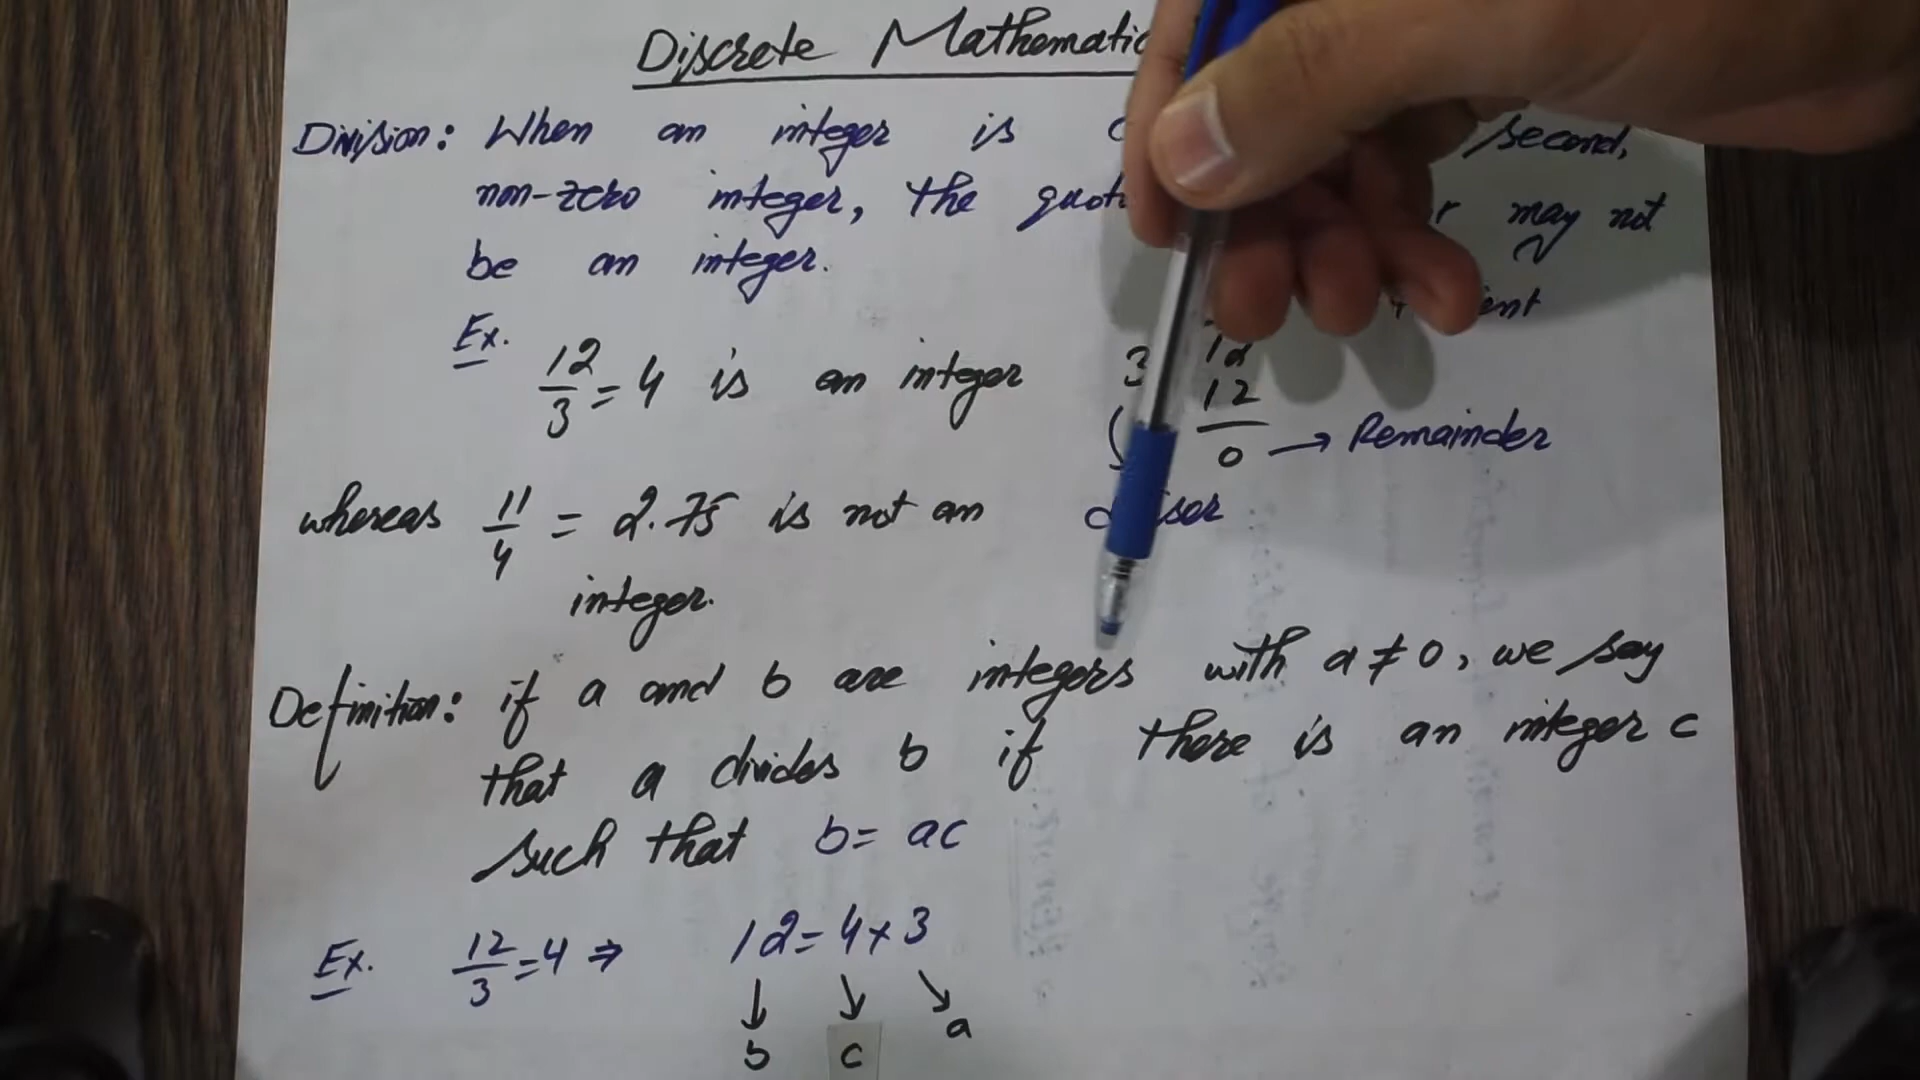 Discrete Mathematic
Division: When an integer is second,
non-zero integer, the quoti may not
be an integer.
Ex. 12/3 = 4 is an integer
3 12
12
0 → Remainder
whereas 11/4 = 2.75 is not an
integer.
Definition: if a and b are integers with a ≠ 0, we say
that a divides b if there is an integer c
such that b = ac
Ex. 12/3 = 4 ⇒ 12 = 4 × 3
↓ ↘ ↘
b c a